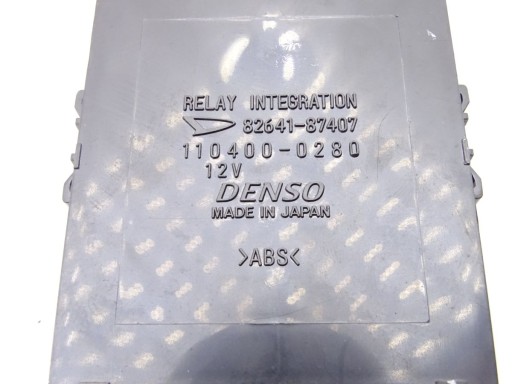 RELAY INTEGRATION
82641-87407
110400-0280
12V
DENSO
MADE IN JAPAN
>ABS<